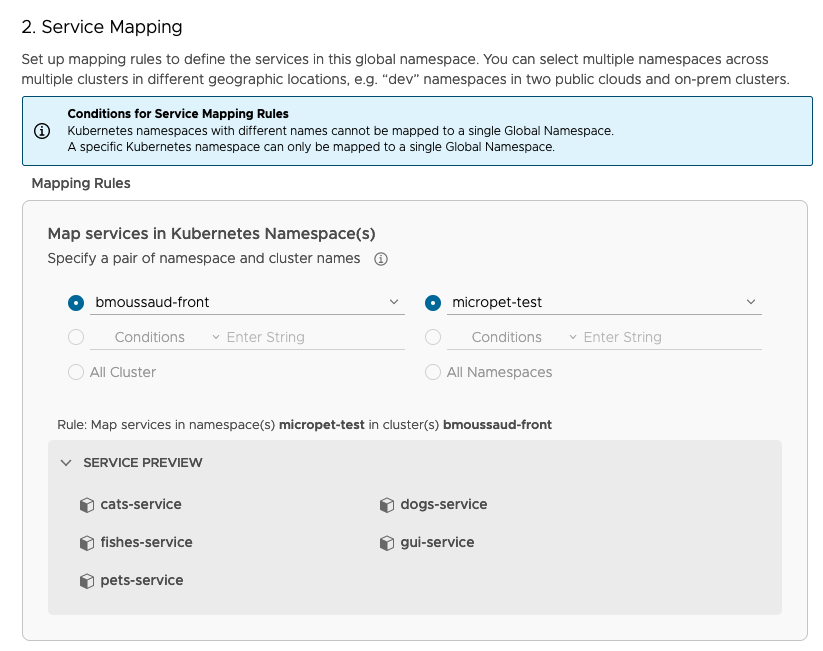 2. Service Mapping
Set up mapping rules to define the services in this global namespace. You can select multiple namespaces across
multiple clusters in different geographic locations, e.g. “dev” namespaces in two public clouds and on-prem clusters.
Conditions for Service Mapping Rules
Kubernetes namespaces with different names cannot be mapped to a single Global Namespace.
A specific Kubernetes namespace can only be mapped to a single Global Namespace.
Mapping Rules
Map services in Kubernetes Namespace(s)
Specify a pair of namespace and cluster names
bmoussaud-front micropet-test
Conditions Enter String Conditions Enter String
All Cluster All Namespaces
Rule: Map services in namespace(s) micropet-test in cluster(s) bmoussaud-front
SERVICE PREVIEW
cats-service dogs-service
fishes-service gui-service
pets-service